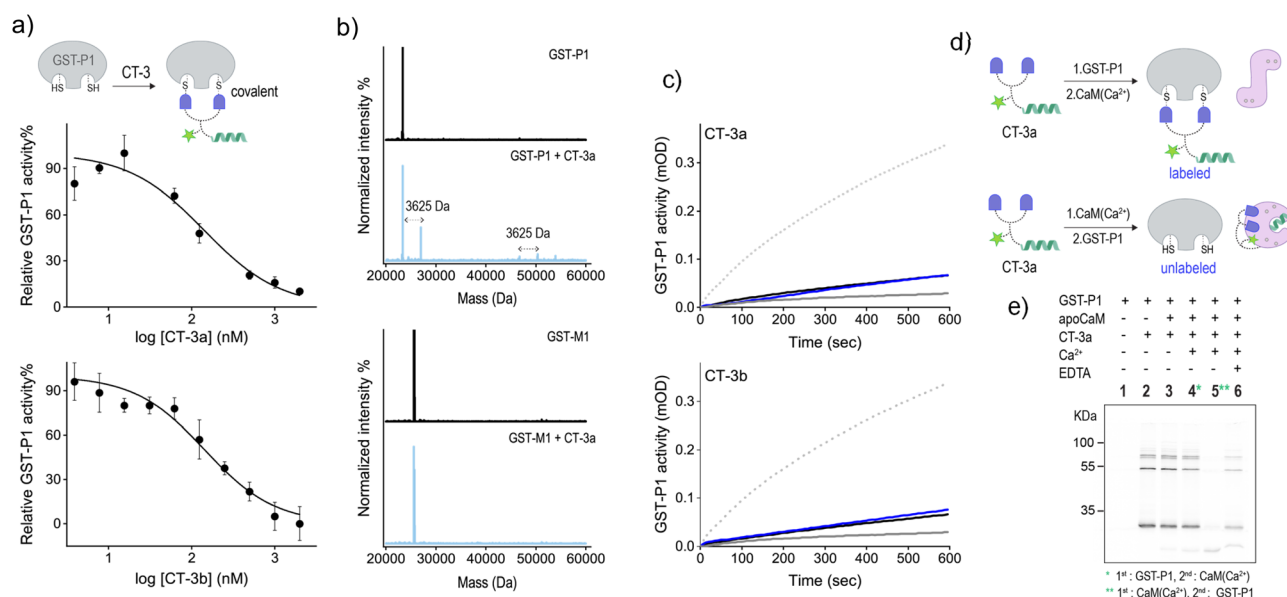 a)
GST-P1
CT-3
HS
SH
S
S
covalent
Relative GST-P1 activity%
90
60
30
0
1
2
3
log [CT-3a] (nM)
Relative GST-P1 activity%
90
60
30
0
1
2
3
log [CT-3b] (nM)
b)
Normalized intensity %
GST-P1
GST-P1 + CT-3a
3625 Da
3625 Da
20000
30000
40000
50000
60000
Mass (Da)
Normalized intensity %
GST-M1
GST-M1 + CT-3a
20000
30000
40000
50000
60000
Mass (Da)
c)
CT-3a
GST-P1 activity (mOD)
0.3
0.2
0.1
0.0
0
100
200
300
400
500
600
Time (sec)
CT-3b
GST-P1 activity (mOD)
0.3
0.2
0.1
0.0
0
100
200
300
400
500
600
Time (sec)
d)
CT-3a
1.GST-P1
2.CaM(Ca²⁺)
S
S
labeled
CT-3a
1.CaM(Ca²⁺)
2.GST-P1
HS
SH
unlabeled
e)
GST-P1 + + + + + +
apoCaM - - + + + +
CT-3a - + + + + +
Ca²⁺ - - - + + +
EDTA - - - - - +
1 2 3 4* 5** 6
KDa
100
55
35
* 1st : GST-P1, 2nd : CaM(Ca²⁺)
** 1st : CaM(Ca²⁺), 2nd : GST-P1